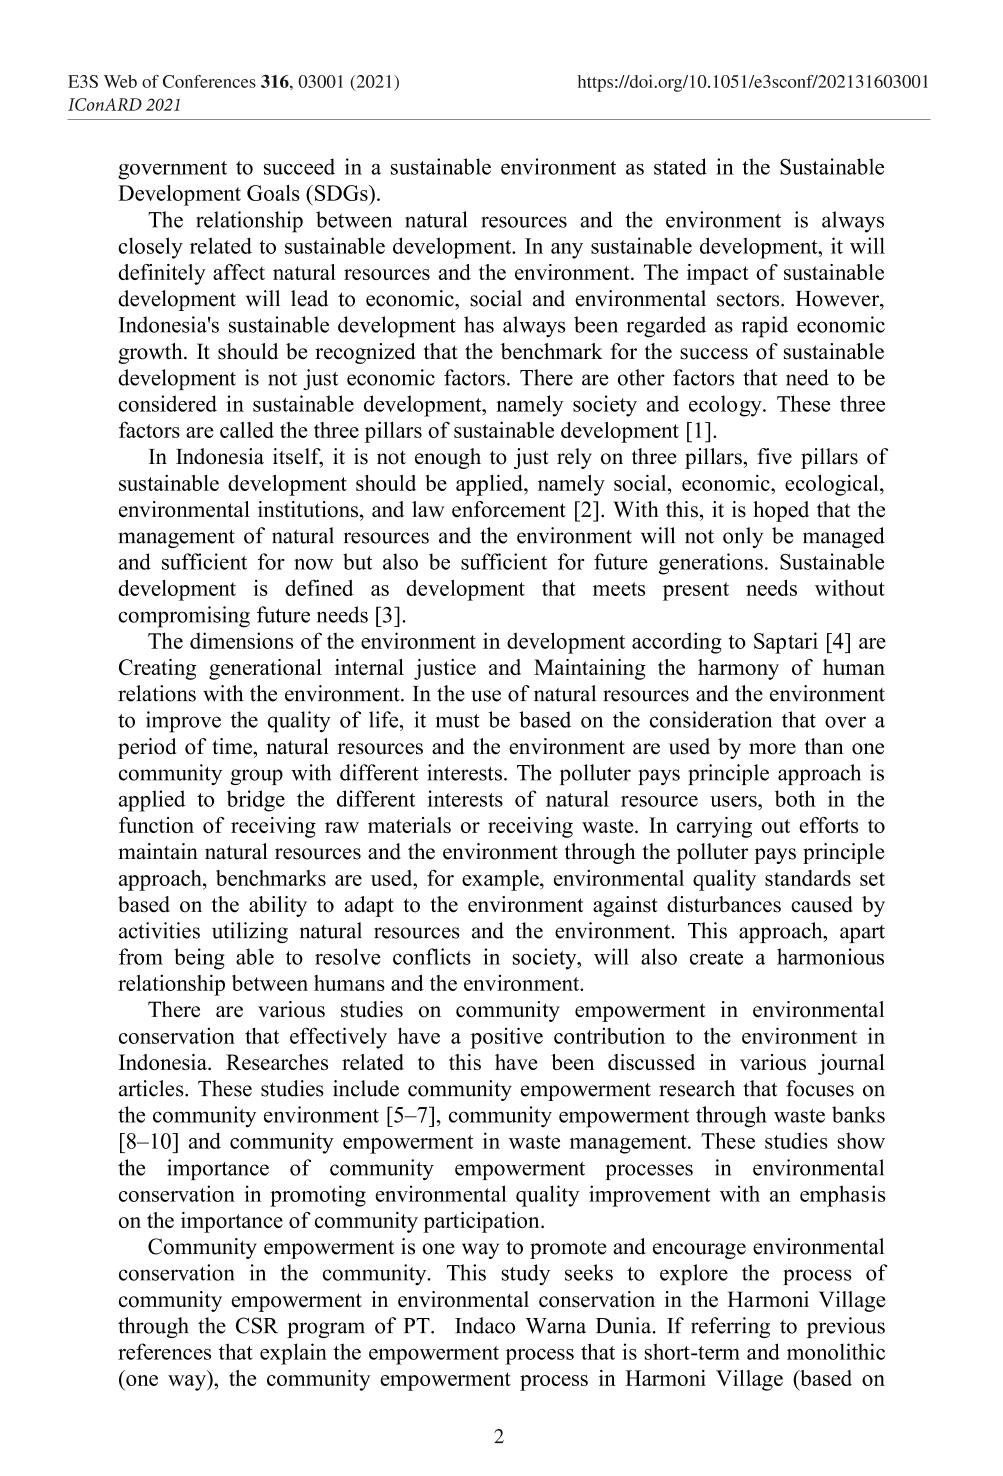 E3S Web of Conferences 316, 03001 (2021) https://doi.org/10.1051/e3sconf/202131603001
IConARD 2021
government to succeed in a sustainable environment as stated in the Sustainable
Development Goals (SDGs).
The relationship between natural resources and the environment is always
closely related to sustainable development. In any sustainable development, it will
definitely affect natural resources and the environment. The impact of sustainable
development will lead to economic, social and environmental sectors. However,
Indonesia's sustainable development has always been regarded as rapid economic
growth. It should be recognized that the benchmark for the success of sustainable
development is not just economic factors. There are other factors that need to be
considered in sustainable development, namely society and ecology. These three
factors are called the three pillars of sustainable development [1].
In Indonesia itself, it is not enough to just rely on three pillars, five pillars of
sustainable development should be applied, namely social, economic, ecological,
environmental institutions, and law enforcement [2]. With this, it is hoped that the
management of natural resources and the environment will not only be managed
and sufficient for now but also be sufficient for future generations. Sustainable
development is defined as development that meets present needs without
compromising future needs [3].
The dimensions of the environment in development according to Saptari [4] are
Creating generational internal justice and Maintaining the harmony of human
relations with the environment. In the use of natural resources and the environment
to improve the quality of life, it must be based on the consideration that over a
period of time, natural resources and the environment are used by more than one
community group with different interests. The polluter pays principle approach is
applied to bridge the different interests of natural resource users, both in the
function of receiving raw materials or receiving waste. In carrying out efforts to
maintain natural resources and the environment through the polluter pays principle
approach, benchmarks are used, for example, environmental quality standards set
based on the ability to adapt to the environment against disturbances caused by
activities utilizing natural resources and the environment. This approach, apart
from being able to resolve conflicts in society, will also create a harmonious
relationship between humans and the environment.
There are various studies on community empowerment in environmental
conservation that effectively have a positive contribution to the environment in
Indonesia. Researches related to this have been discussed in various journal
articles. These studies include community empowerment research that focuses on
the community environment [5–7], community empowerment through waste banks
[8–10] and community empowerment in waste management. These studies show
the importance of community empowerment processes in environmental
conservation in promoting environmental quality improvement with an emphasis
on the importance of community participation.
Community empowerment is one way to promote and encourage environmental
conservation in the community. This study seeks to explore the process of
community empowerment in environmental conservation in the Harmoni Village
through the CSR program of PT. Indaco Warna Dunia. If referring to previous
references that explain the empowerment process that is short-term and monolithic
(one way), the community empowerment process in Harmoni Village (based on
2